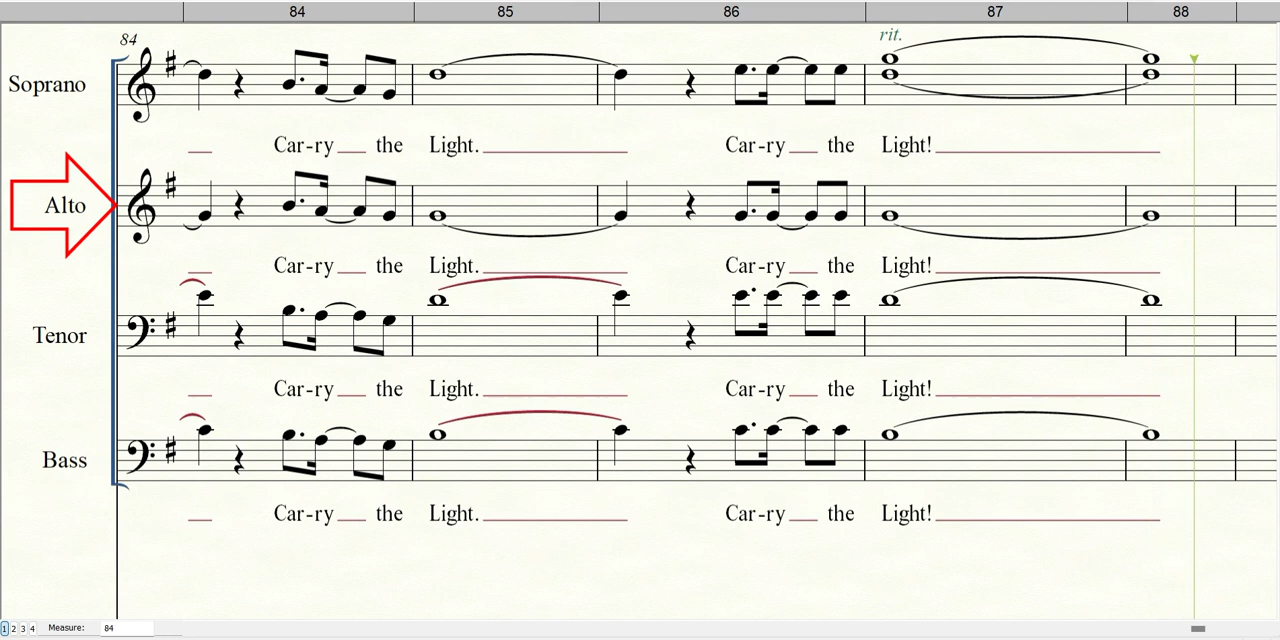 84 85 86 87 88
84 rit.
Soprano
Car-ry the Light. Car-ry the Light!
Alto
Car-ry the Light. Car-ry the Light!
Tenor
Car-ry the Light. Car-ry the Light!
Bass
Car-ry the Light. Car-ry the Light!
1 2 3 4 Measure: 84